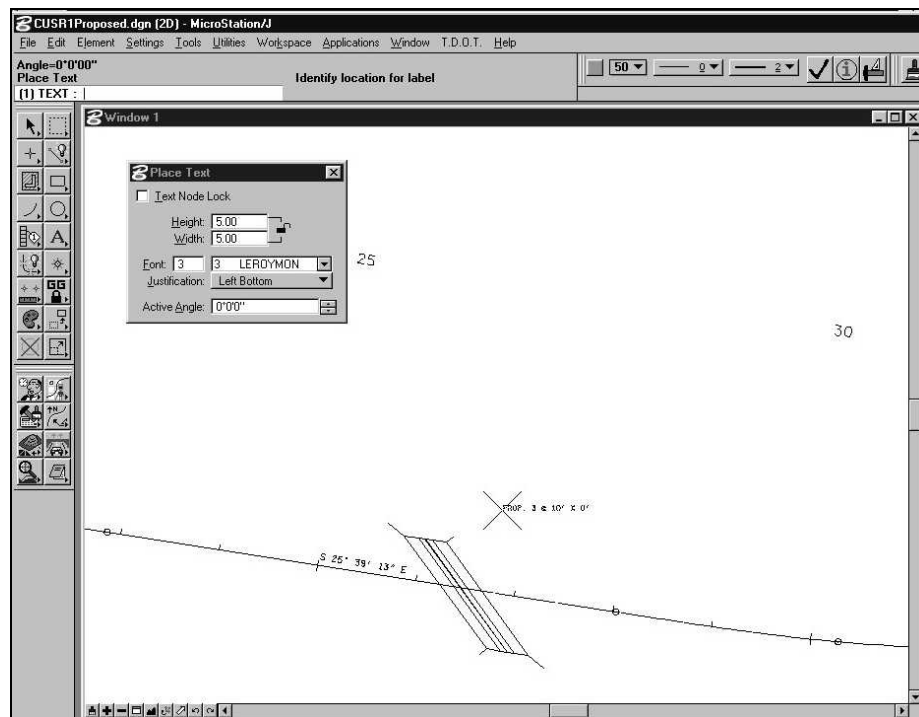 CUSR1Proposed.dgn (2D) - MicroStation/J
File Edit Element Settings Tools Utilities Workspace Applications Window T.D.O.T. Help
Angle=0°0'00"
Place Text Identify location for label
(1) TEXT :
50 0 2
Window 1
Place Text
Text Node Lock
Height: 5.00
Width: 5.00
Font: 3 3 LEROYMON
Justification: Left Bottom
Active Angle: 0°0'0"
GG
25
30
PROP. 3 @ 10' X 0'
S 25° 39' 13" E